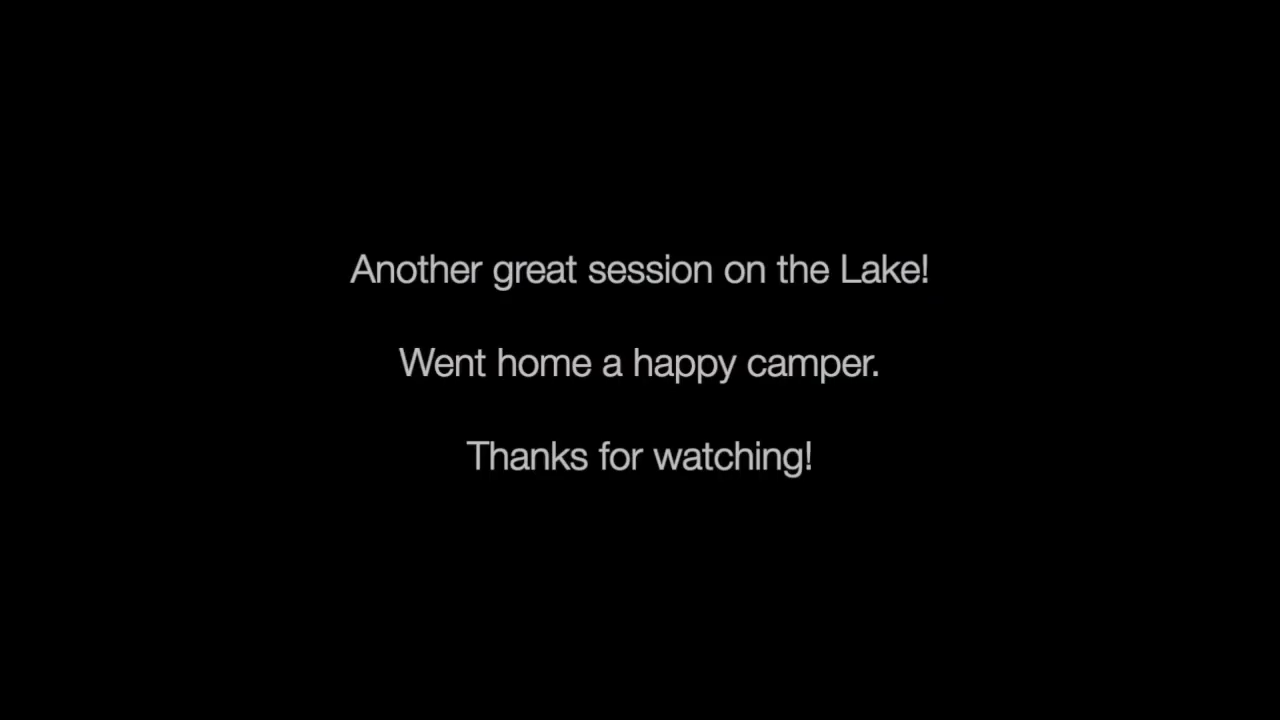 Another great session on the Lake!
Went home a happy camper.
Thanks for watching!